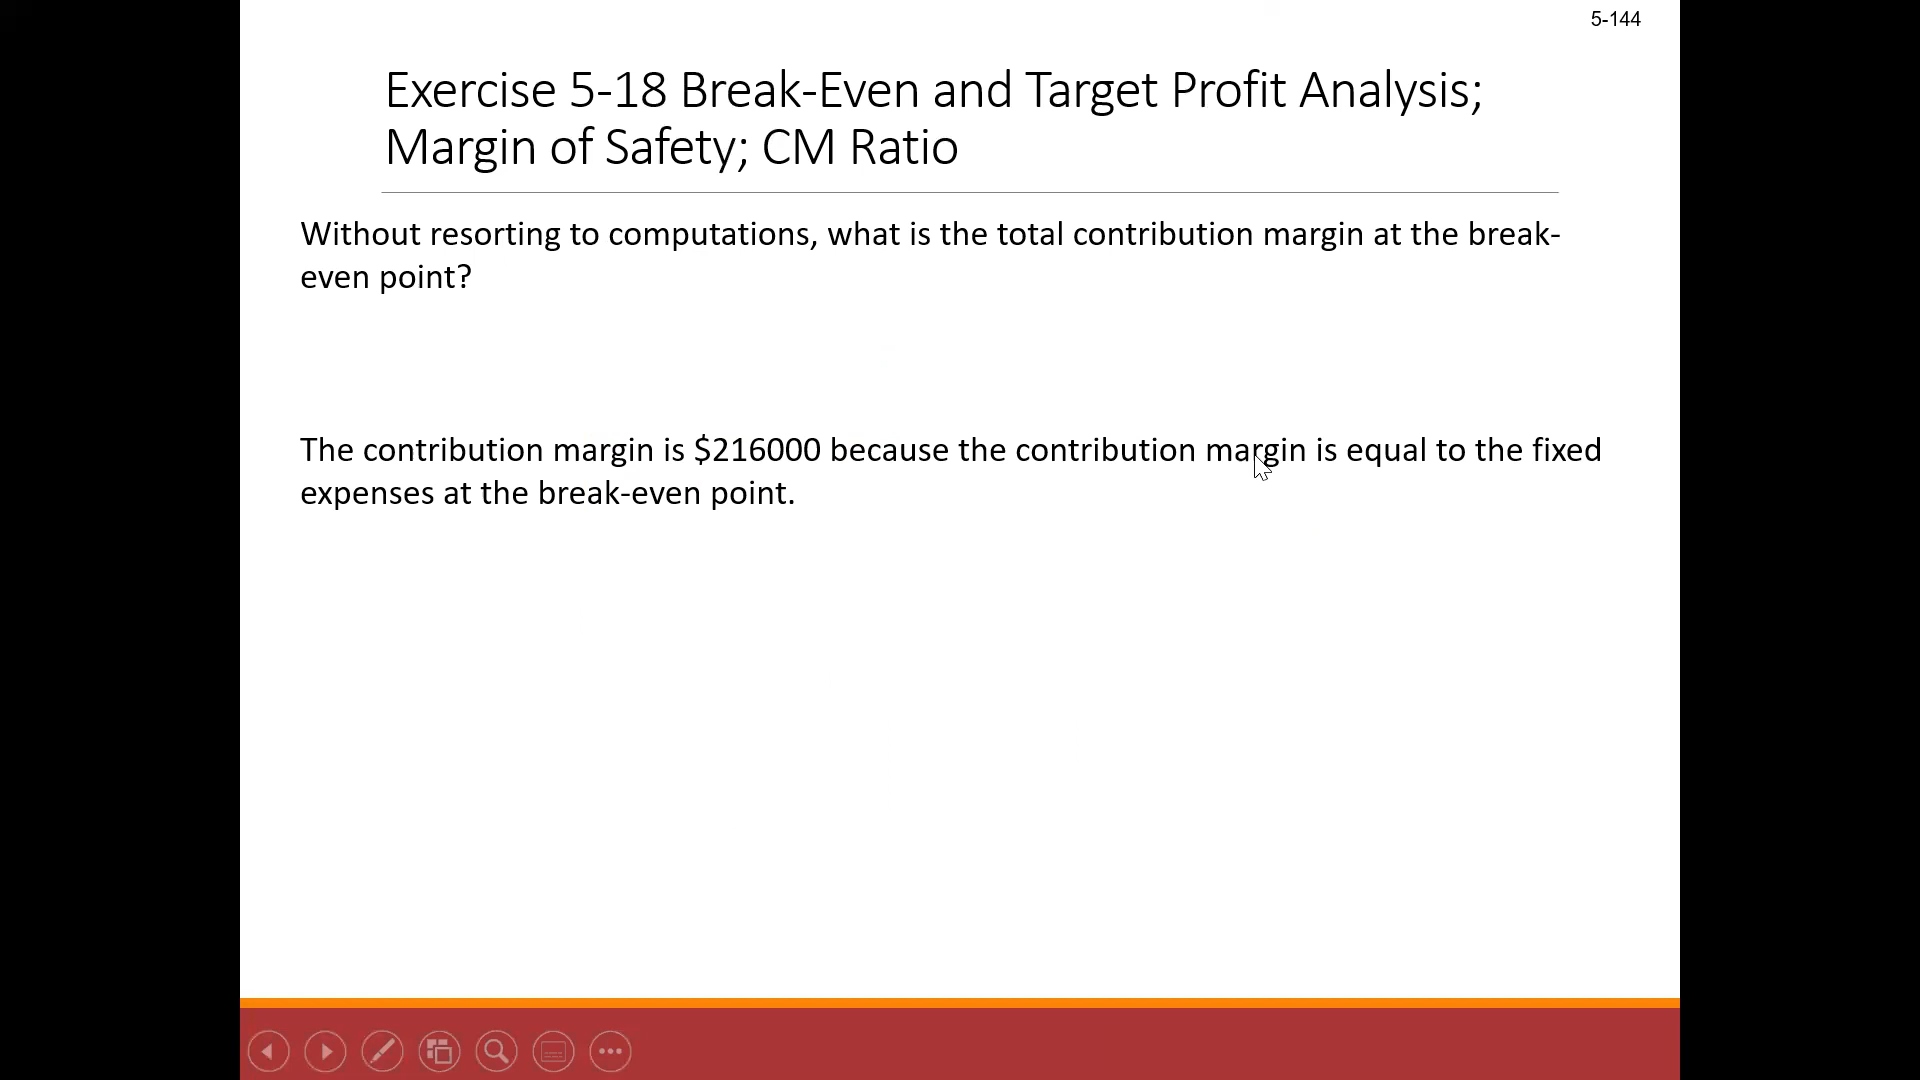 5-144
Exercise 5-18 Break-Even and Target Profit Analysis;
Margin of Safety; CM Ratio
Without resorting to computations, what is the total contribution margin at the break-
even point?
The contribution margin is $216000 because the contribution margin is equal to the fixed
expenses at the break-even point.